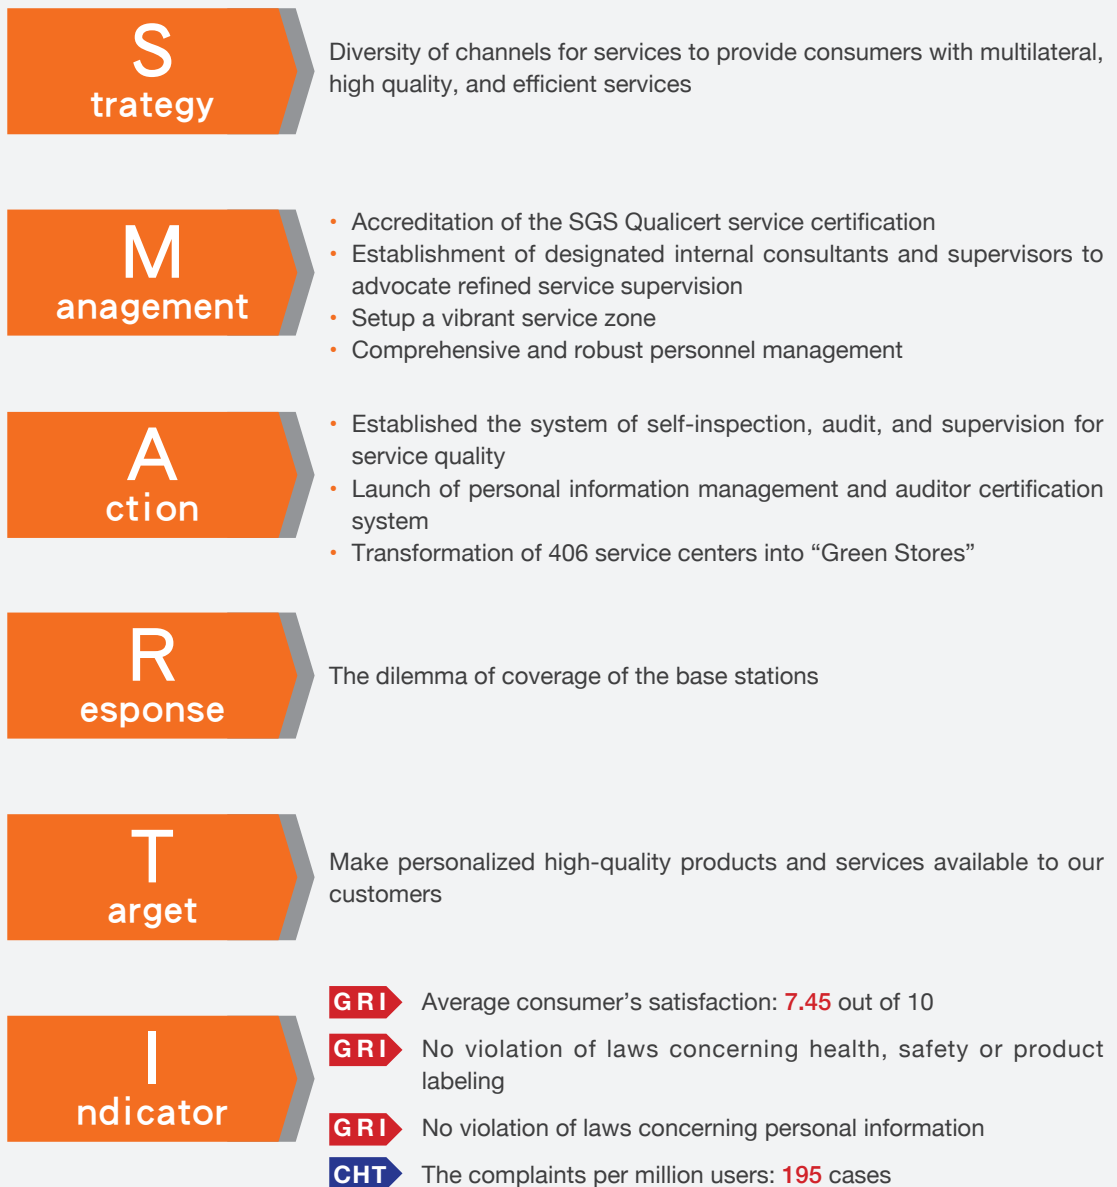 S
trategy
Diversity of channels for services to provide consumers with multilateral,
high quality, and efficient services
M
anagement
• Accreditation of the SGS Qualicert service certification
• Establishment of designated internal consultants and supervisors to
advocate refined service supervision
• Setup a vibrant service zone
• Comprehensive and robust personnel management
A
ction
• Established the system of self-inspection, audit, and supervision for
service quality
• Launch of personal information management and auditor certification
system
• Transformation of 406 service centers into “Green Stores”
R
esponse
The dilemma of coverage of the base stations
T
arget
Make personalized high-quality products and services available to our
customers
I
ndicator
GRI Average consumer’s satisfaction: 7.45 out of 10
GRI No violation of laws concerning health, safety or product
labeling
GRI No violation of laws concerning personal information
CHT The complaints per million users: 195 cases